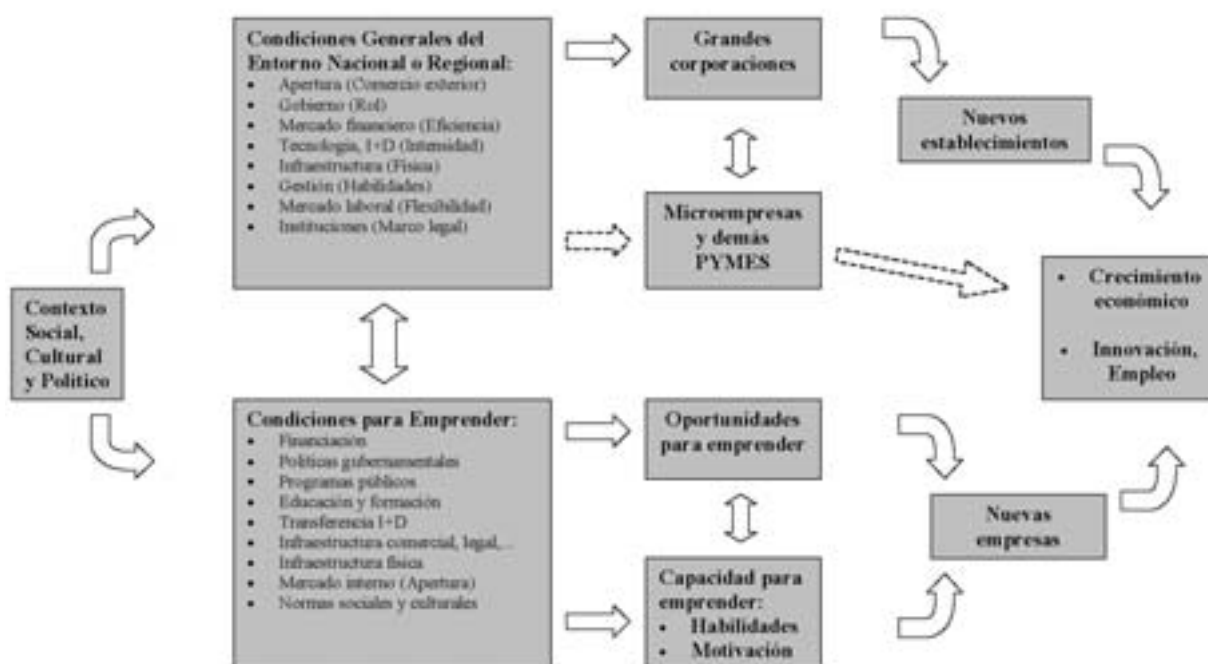 Contexto
Social,
Cultural
y Político
Condiciones Generales del
Entorno Nacional o Regional:
• Apertura (Comercio exterior)
• Gobierno (Rol)
• Mercado financiero (Eficiencia)
• Tecnología, I+D (Intensidad)
• Infraestructura (Física)
• Gestión (Habilidades)
• Mercado laboral (Flexibilidad)
• Instituciones (Marco legal)
Condiciones para Emprender:
• Financiación
• Políticas gubernamentales
• Programas públicos
• Educación y formación
• Transferencia I+D
• Infraestructura comercial, legal,...
• Infraestructura física
• Mercado interno (Apertura)
• Normas sociales y culturales
Grandes
corporaciones
Microempresas
y demás
PYMES
Oportunidades
para emprender
Capacidad para
emprender:
• Habilidades
• Motivación
Nuevos
establecimientos
Nuevas
empresas
• Crecimiento
económico
• Innovación,
Empleo